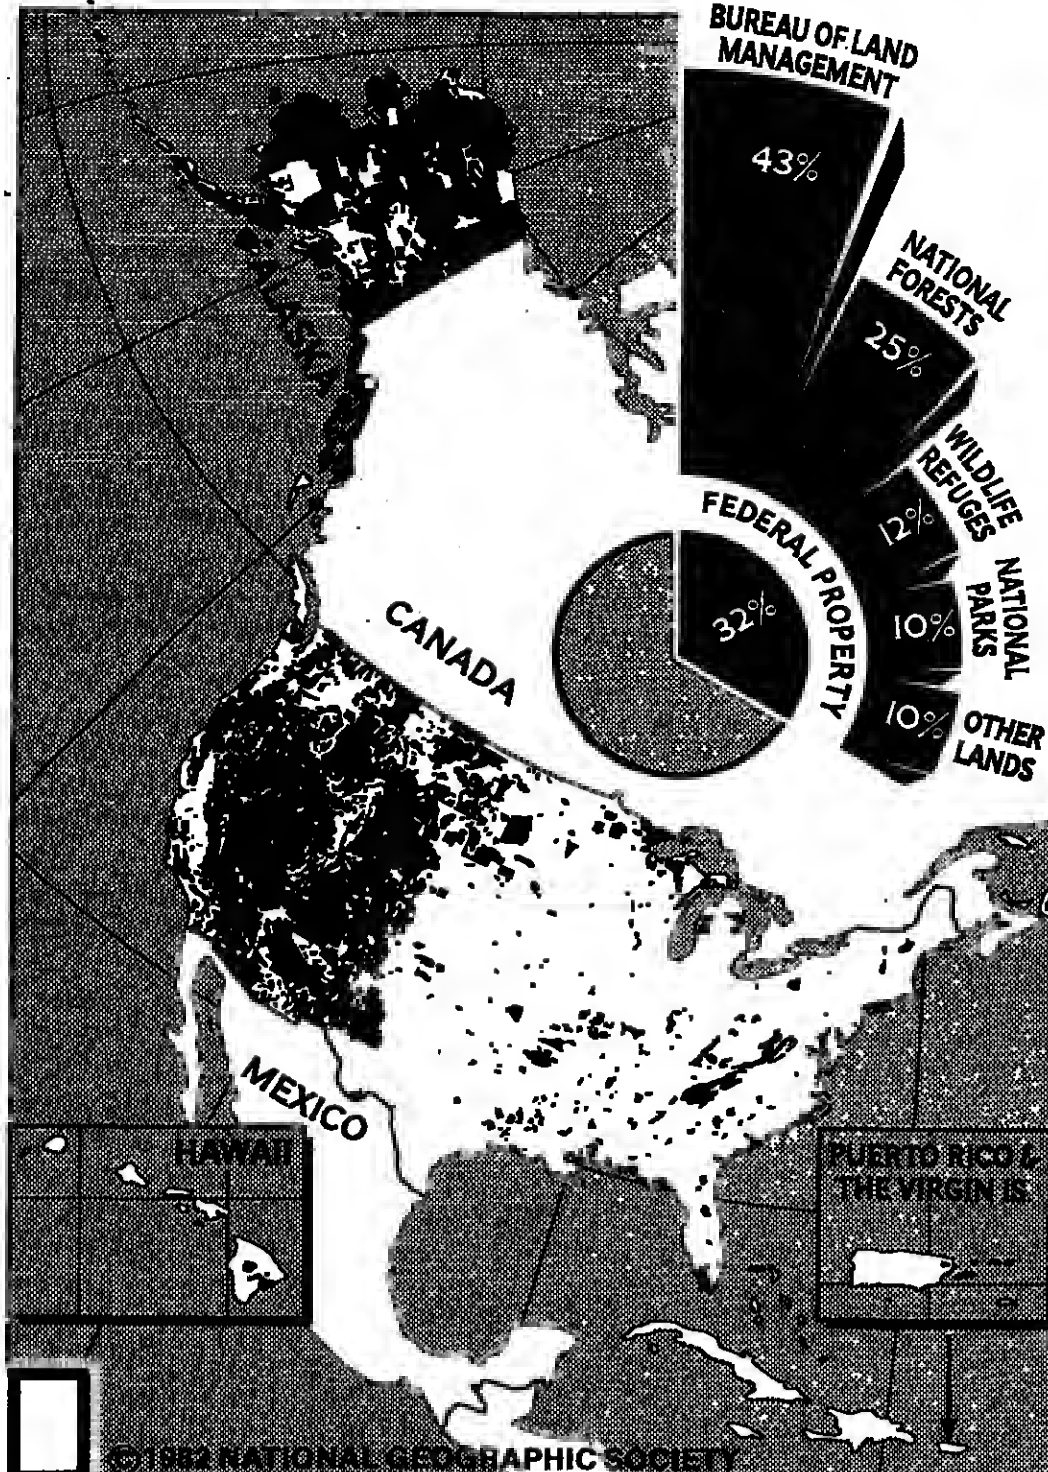 BUREAU OF LAND
MANAGEMENT
43%
NATIONAL
FORESTS
25%
WILDLIFE
REFUGES
12%
NATIONAL
PARKS
10%
OTHER
LANDS
10%
FEDERAL PROPERTY
32%
ALASKA
CANADA
MEXICO
HAWAII
PUERTO RICO &
THE VIRGIN IS.
©1982 NATIONAL GEOGRAPHIC SOCIETY